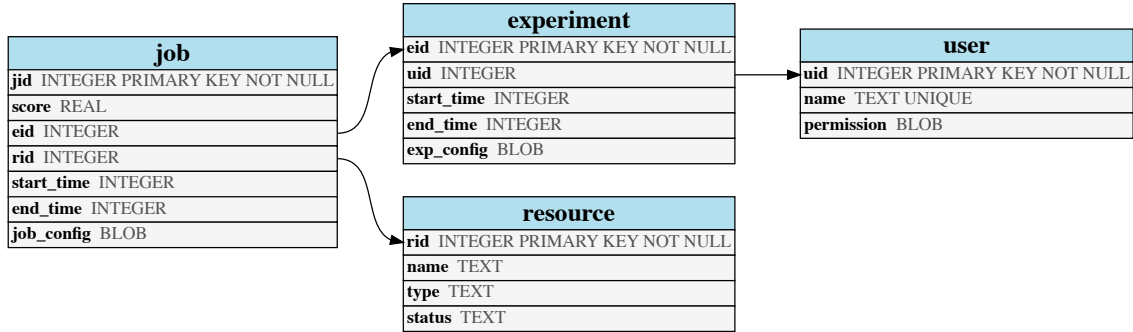 job
jid INTEGER PRIMARY KEY NOT NULL
score REAL
eid INTEGER
rid INTEGER
start_time INTEGER
end_time INTEGER
job_config BLOB
experiment
eid INTEGER PRIMARY KEY NOT NULL
uid INTEGER
start_time INTEGER
end_time INTEGER
exp_config BLOB
resource
rid INTEGER PRIMARY KEY NOT NULL
name TEXT
type TEXT
status TEXT
user
uid INTEGER PRIMARY KEY NOT NULL
name TEXT UNIQUE
permission BLOB